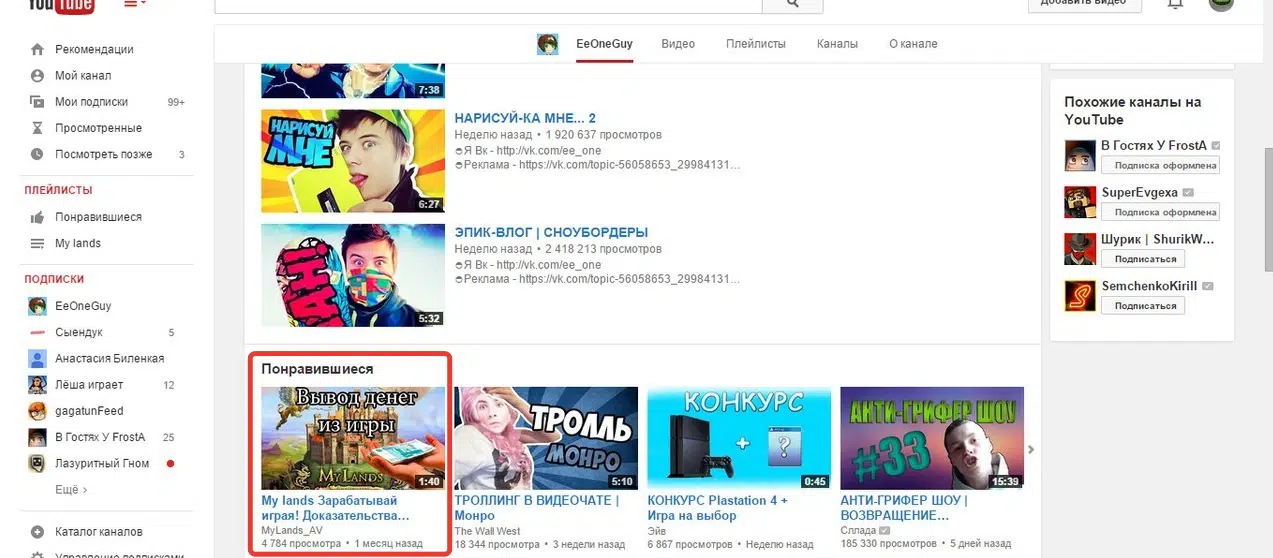 YouTube
Добавить видео
EeOneGuy Видео Плейлисты Каналы О канале
Рекомендации
Мой канал
Мои подписки 99+
Просмотренные
Посмотреть позже 3
ПЛЕЙЛИСТЫ
Понравившиеся
My lands
ПОДПИСКИ
EeOneGuy
Сыендук 5
Анастасия Биленкая
Лёша играет 12
gagatunFeed
В Гостях У FrostА 25
Лазуритный Гном
Ещё ›
Каталог каналов
Управление подписками
7:38
НАРИСУЙ МНЕ
6:27
НАРИСУЙ-КА МНЕ... 2
Неделю назад • 1 920 637 просмотров
Я Вк - http://vk.com/ee_one
Реклама - https://vk.com/topic-56058653_29984131...
5:32
ЭПИК-ВЛОГ | СНОУБОРДЕРЫ
Неделю назад • 2 418 213 просмотров
Я Вк - http://vk.com/ee_one
Реклама - https://vk.com/topic-56058653_29984131...
Понравившиеся
Вывод денег
из игры
MYLANDS
1:40
My lands Зарабатывай
играя! Доказательства...
MyLands_AV
4 784 просмотра • 1 месяц назад
ТРОЛЛЬ
МОНРО
5:10
ТРОЛЛИНГ В ВИДЕОЧАТЕ |
Монро
The Wall West
18 344 просмотра • 3 недели назад
КОНКУРС
+ ?
0:45
КОНКУРС Plastation 4 +
Игра на выбор
Эйв
6 867 просмотров • Неделю назад
АНТИ-ГРИФЕР ШОУ
#33
15:39
АНТИ-ГРИФЕР ШОУ |
ВОЗВРАЩЕНИЕ...
Сллада
185 330 просмотров • 5 дней назад
Похожие каналы на
YouTube
В Гостях У FrostА
Подписка оформлена
SuperEvgexa
Подписка оформлена
Шурик | ShurikW...
Подписаться
SemchenkoKirill
Подписаться